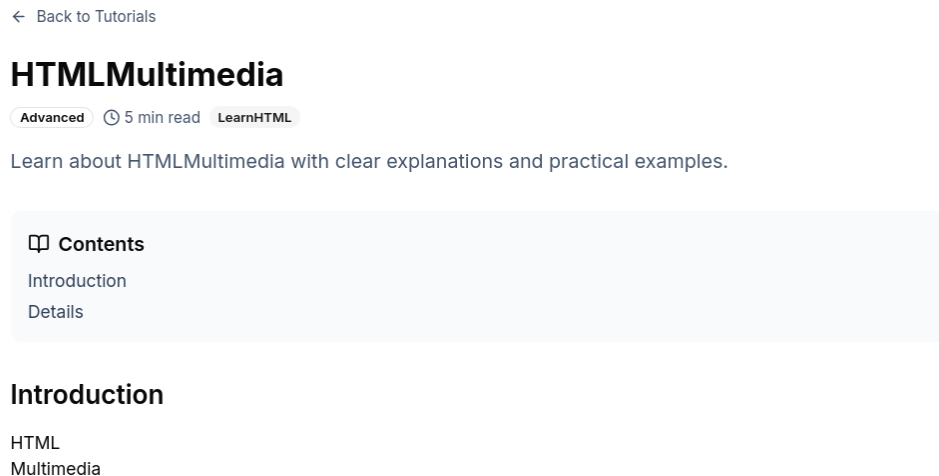 Back to Tutorials
HTMLMultimedia
Advanced 5 min read LearnHTML
Learn about HTMLMultimedia with clear explanations and practical examples.
Contents
Introduction
Details
Introduction
HTML
Multimedia